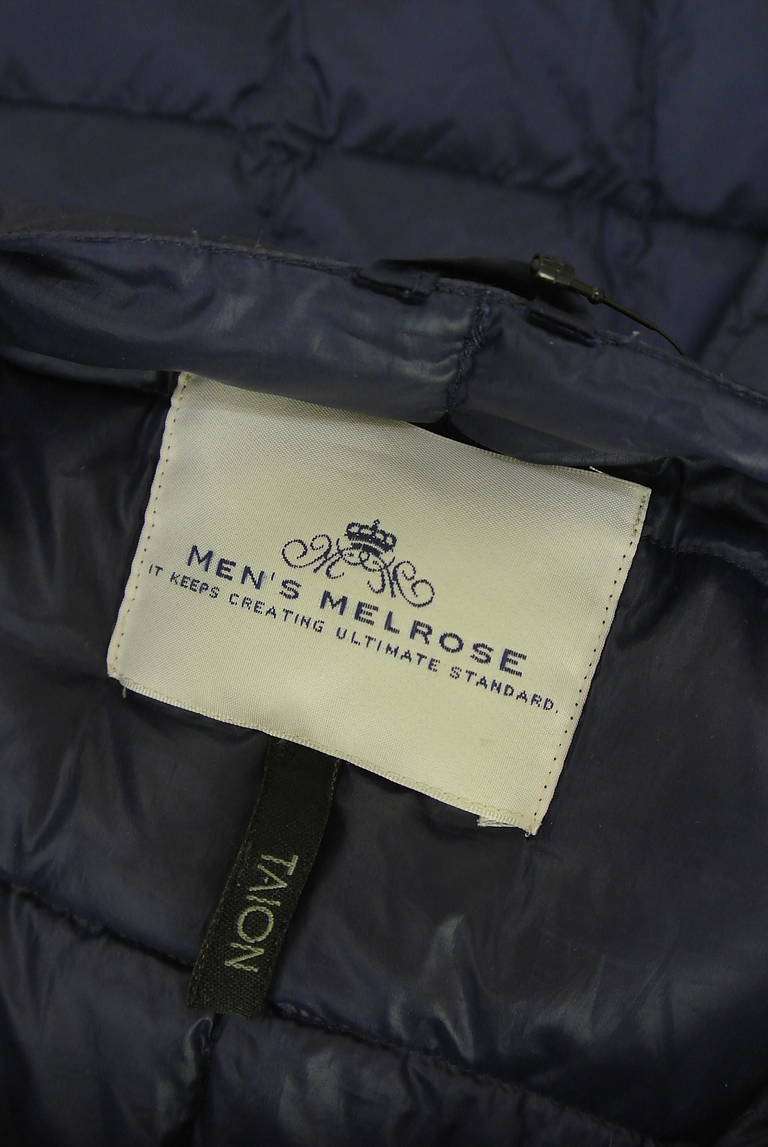 MEN'S MELROSE
IT KEEPS CREATING ULTIMATE STANDARD.
TAION